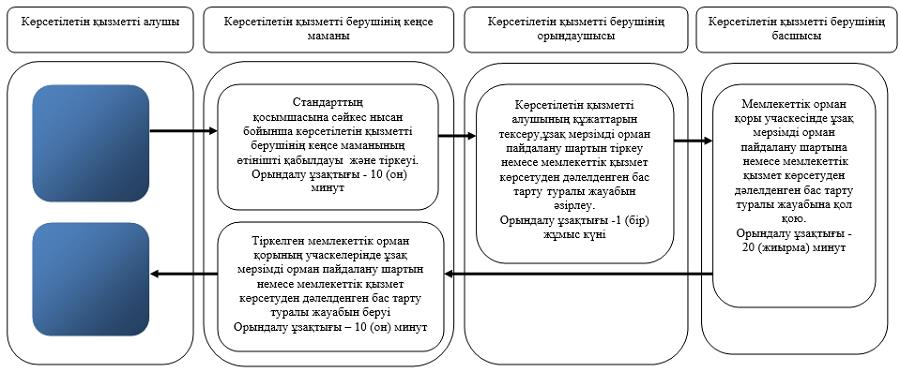 Көрсетілетін қызметті алушы
Көрсетілетін қызметті берушінің кеңсе
маманы
Көрсетілетін қызметті берушінің
орындаушысы
Көрсетілетін қызметті берушінің
басшысы
Стандарттың
қосымшасына сәйкес нысан
бойынша көрсетілетін қызметті
берушінің кеңсе маманының
өтінішті қабылдауы және тіркеуі.
Орындалу ұзақтығы - 10 (он)
минут
Көрсетілетін қызметті
алушының құжаттарын
тексеру,ұзақ мерзімді орман
пайдалану шартын тіркеу
немесе мемлекеттік қызмет
көрсетуден дәлелденген бас
тарту туралы жауабын
әзірлеу.
Орындалу ұзақтығы -1 (бір)
жұмыс күні
Мемлекеттік орман
қоры учаскесінде ұзақ
мерзімді орман
пайдалану шартына
немесе мемлекеттік
қызмет көрсетуден
дәлелденген бас тарту
туралы жауабына қол
қою.
Орындалу ұзақтығы -
20 (жиырма) минут
Тіркелген мемлекеттік орман
қорының учаскелерінде ұзақ
мерзімді орман пайдалану шартын
немесе мемлекеттік қызмет
көрсетуден дәлелденген бас тарту
туралы жауабын беруі
Орындалу ұзақтығы – 10 (он) минут